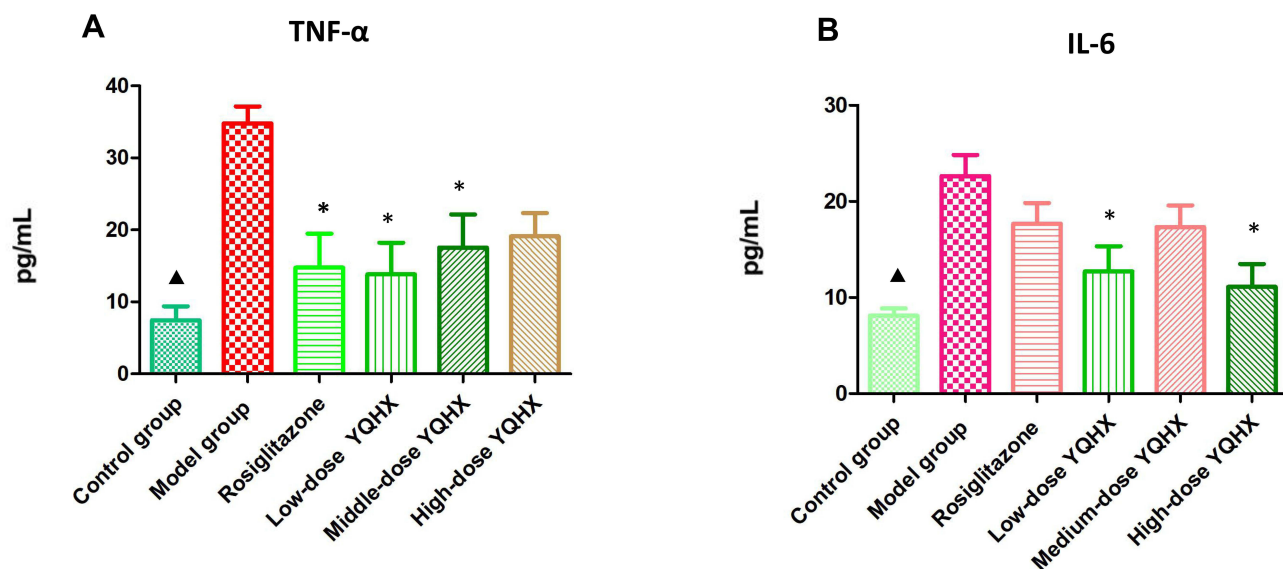 A
TNF-α
pg/mL
40
30
20
10
0
▲
*
*
*
Control group
Model group
Rosiglitazone
Low-dose YQHX
Middle-dose YQHX
High-dose YQHX
B
IL-6
pg/mL
30
20
10
0
▲
*
*
Control group
Model group
Rosiglitazone
Low-dose YQHX
Medium-dose YQHX
High-dose YQHX